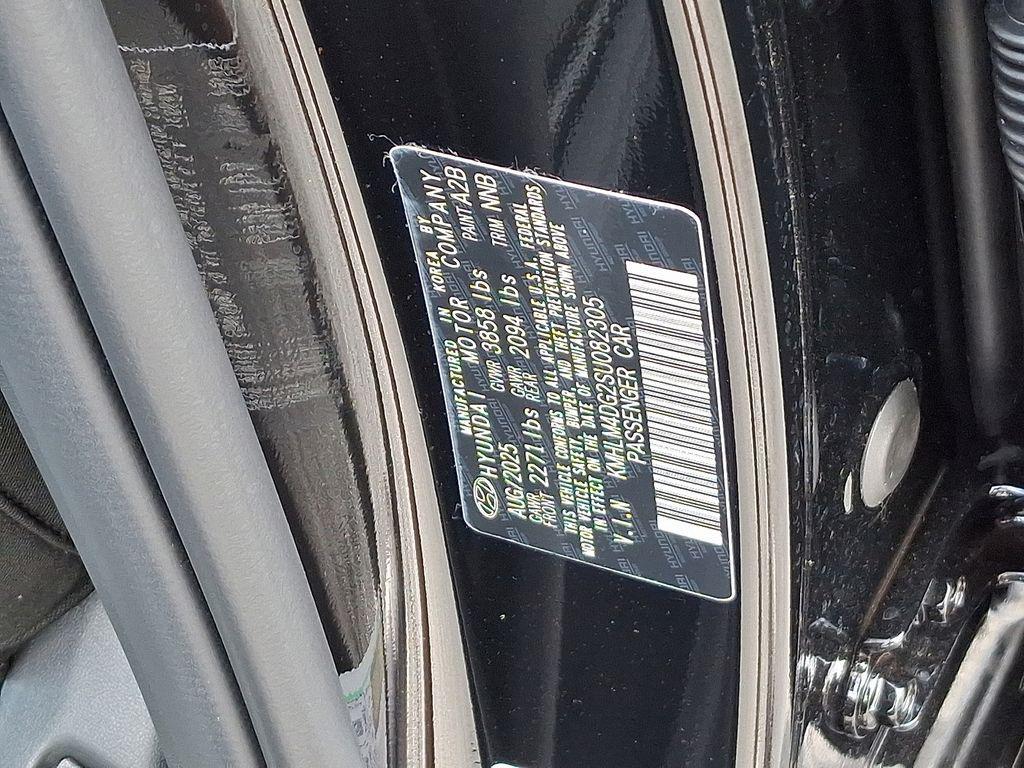 MANUFACTURED IN KOREA BY
HYUNDAI MOTOR COMPANY
AUG/2025 GVWR 3858 lbs PAINT:A2B
GAWR FRONT 2271 lbs GAWR REAR 2094 lbs TRIM: NNB
THIS VEHICLE CONFORMS TO ALL APPLICABLE U.S.A. FEDERAL
MOTOR VEHICLE SAFETY, BUMPER, AND THEFT PREVENTION STANDARDS
IN EFFECT ON THE DATE OF MANUFACTURE SHOWN ABOVE
V.I.N KMHLM4DG2SU082305
PASSENGER CAR